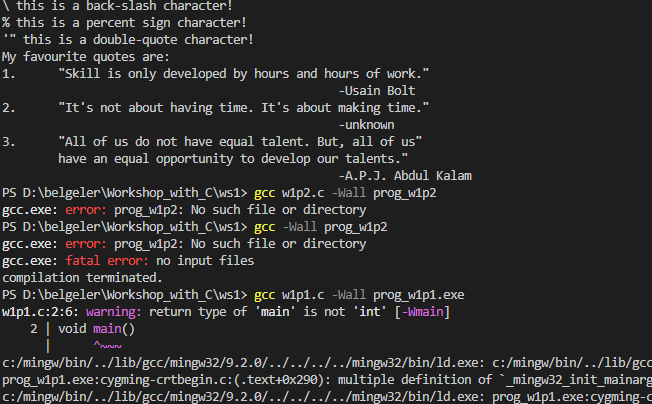 \ this is a back-slash character!
% this is a percent sign character!
'" this is a double-quote character!
My favourite quotes are:
1. "Skill is only developed by hours and hours of work."
-Usain Bolt
2. "It's not about having time. It's about making time."
-unknown
3. "All of us do not have equal talent. But, all of us"
have an equal opportunity to develop our talents."
-A.P.J. Abdul Kalam
PS D:\belgeler\Workshop_with_C\ws1> gcc w1p2.c -Wall prog_w1p2
gcc.exe: error: prog_w1p2: No such file or directory
PS D:\belgeler\Workshop_with_C\ws1> gcc -Wall prog_w1p2
gcc.exe: error: prog_w1p2: No such file or directory
gcc.exe: fatal error: no input files
compilation terminated.
PS D:\belgeler\Workshop_with_C\ws1> gcc w1p1.c -Wall prog_w1p1.exe
w1p1.c:2:6: warning: return type of 'main' is not 'int' [-Wmain]
2 | void main()
| ^~~~
c:/mingw/bin/../lib/gcc/mingw32/9.2.0/../../../../mingw32/bin/ld.exe: c:/mingw/bin/../lib/gcc
prog_w1p1.exe:cygming-crtbegin.c:(.text+0x290): multiple definition of `_mingw32_init_mainarg
c:/mingw/bin/../lib/gcc/mingw32/9.2.0/../../../../mingw32/bin/ld.exe: prog_w1p1.exe:cygming-c